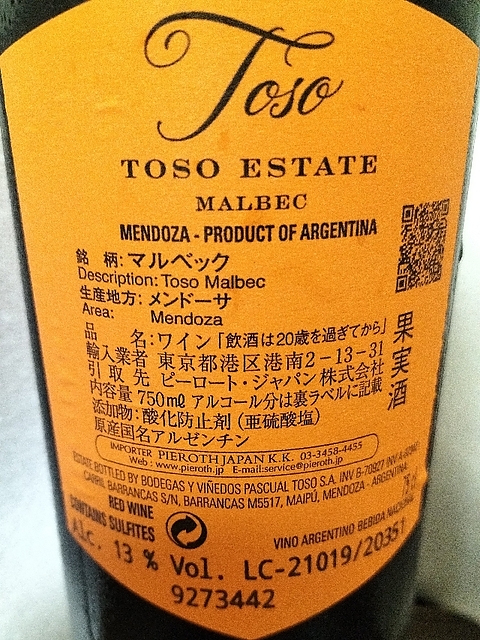 Toso
TOSO ESTATE
MALBEC
MENDOZA - PRODUCT OF ARGENTINA
銘 柄: マルベック
Description: Toso Malbec
生産地方: メンドーサ
Area: Mendoza
品 名: ワイン「飲酒は20歳を過ぎてから」
輸入業者 東京都港区港南2-13-31
引取先 ピーロート・ジャパン株式会社
内容量 750mℓ アルコール分は裏ラベルに記載
添加物: 酸化防止剤 (亜硫酸塩)
原産国名アルゼンチン
果実酒
IMPORTER PIEROTH JAPAN K.K. 03-3458-4455
Web : www.pieroth.jp E-mail:service@pieroth.jp
ESTATE BOTTLED BY BODEGAS Y VIÑEDOS PASCUAL TOSO S.A. INV B-70927 INV
CARRIL BARRANCAS S/N, BARRANCAS M5517, MAIPÚ, MENDOZA - ARGENTINA
RED WINE
CONTAINS SULFITES
VINO ARGENTINO BEBIDA NACIONAL
Alc. 13 % Vol. LC-21019/20351
9273442